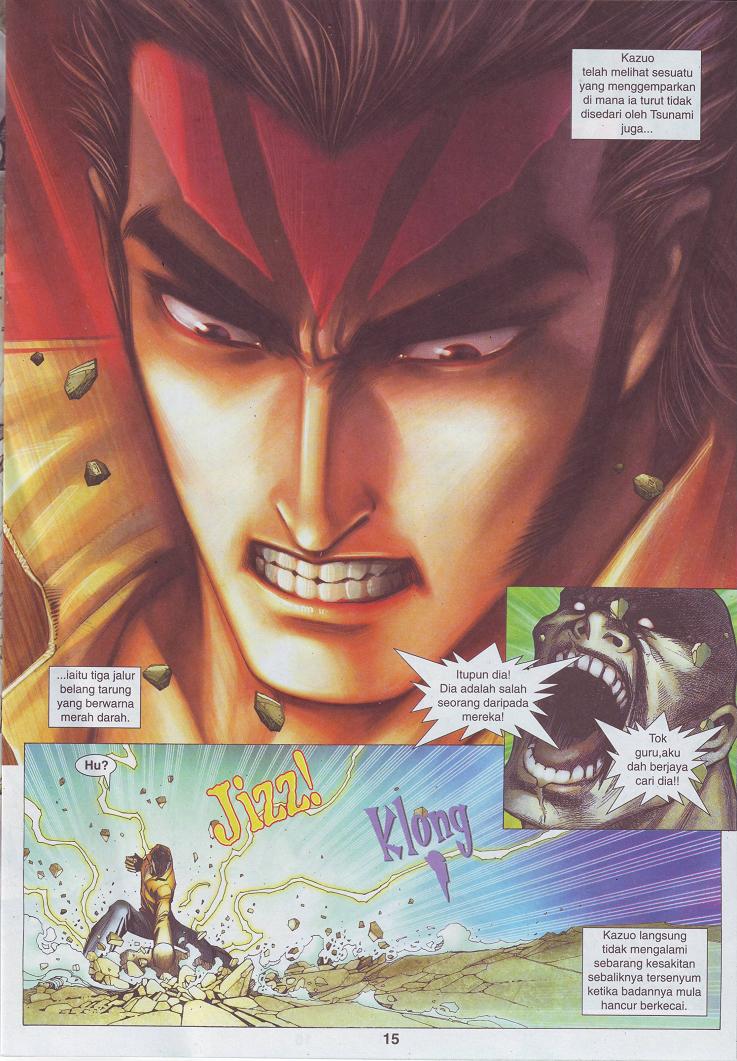 Kazuo
telah melihat sesuatu
yang menggemparkan
di mana ia turut tidak
disedari oleh Tsunami
juga...
...iaitu tiga jalur
belang tarung
yang berwarna
merah darah.
Itupun dia!
Dia adalah salah
seorang daripada
mereka!
Tok
guru,aku
dah berjaya
cari dia!!
Hu?
Jizz!
Klong
Kazuo langsung
tidak mengalami
sebarang kesakitan
sebaliknya tersenyum
ketika badannya mula
hancur berkecai.
15